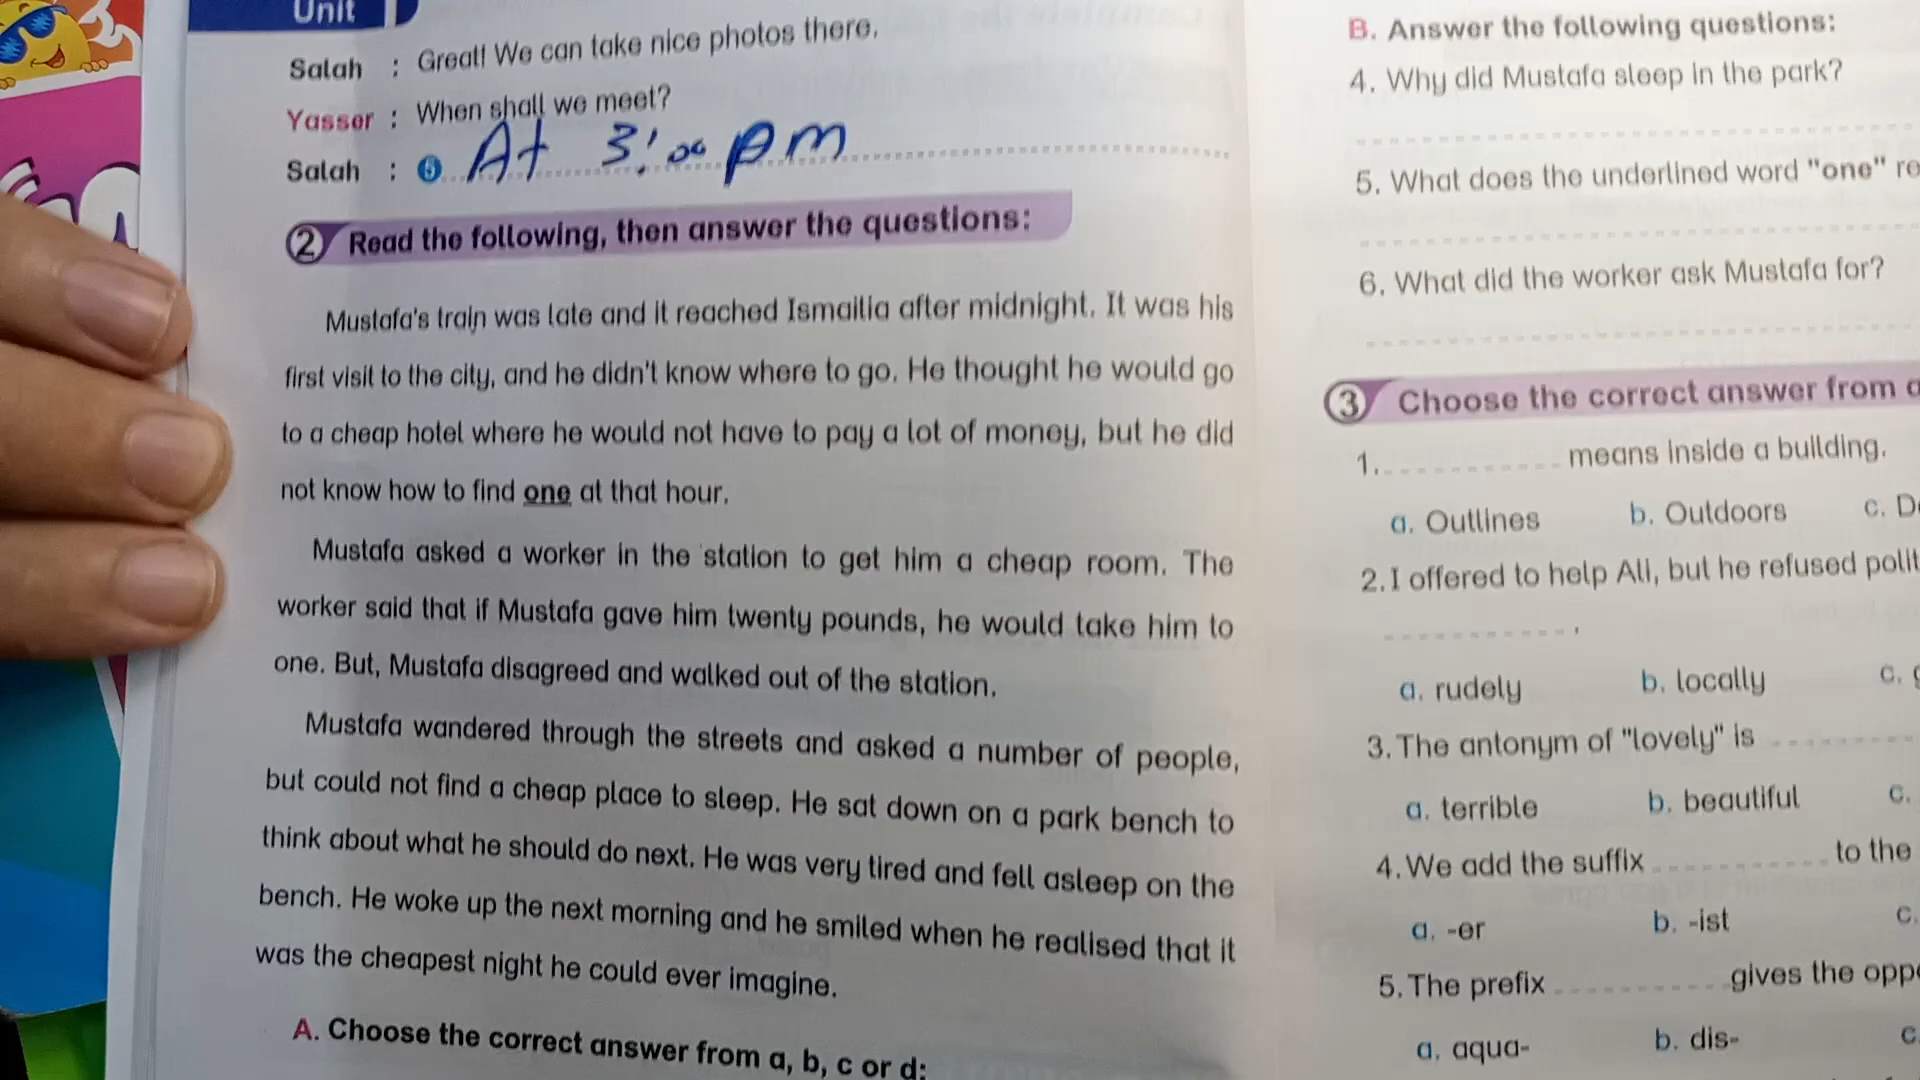 Unit
Salah : Great! We can take nice photos there.
Yasser : When shall we meet?
Salah : 5 At 3:00 pm
2 Read the following, then answer the questions:
Mustafa's train was late and it reached Ismailia after midnight. It was his
first visit to the city, and he didn't know where to go. He thought he would go
to a cheap hotel where he would not have to pay a lot of money, but he did
not know how to find one at that hour.
Mustafa asked a worker in the station to get him a cheap room. The
worker said that if Mustafa gave him twenty pounds, he would take him to
one. But, Mustafa disagreed and walked out of the station.
Mustafa wandered through the streets and asked a number of people,
but could not find a cheap place to sleep. He sat down on a park bench to
think about what he should do next. He was very tired and fell asleep on the
bench. He woke up the next morning and he smiled when he realised that it
was the cheapest night he could ever imagine.
A. Choose the correct answer from a, b, c or d:
B. Answer the following questions:
4. Why did Mustafa sleep in the park?
5. What does the underlined word "one" re
6. What did the worker ask Mustafa for?
3 Choose the correct answer from
1. means inside a building.
a. Outlines b. Outdoors c.
2. I offered to help Ali, but he refused polit
.
a. rudely b. locally c.
3. The antonym of "lovely" is
a. terrible b. beautiful c.
4. We add the suffix to the
a. -er b. -ist c.
5. The prefix gives the opp
a. aqua- b. dis- c.